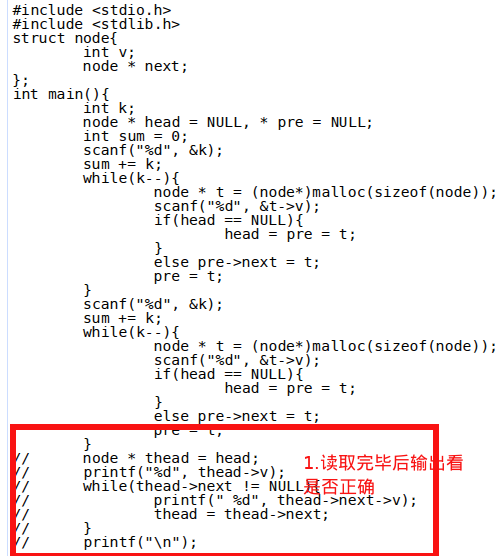 #include <stdio.h>
#include <stdlib.h>
struct node{
        int v;
        node * next;
};
int main(){
        int k;
        node * head = NULL, * pre = NULL;
        int sum = 0;
        scanf("%d", &k);
        sum += k;
        while(k--){
                node * t = (node*)malloc(sizeof(node));
                scanf("%d", &t->v);
                if(head == NULL){
                        head = pre = t;
                }
                else pre->next = t;
                pre = t;
        }
        scanf("%d", &k);
        sum += k;
        while(k--){
                node * t = (node*)malloc(sizeof(node));
                scanf("%d", &t->v);
                if(head == NULL){
                        head = pre = t;
                }
                else pre->next = t;
                pre = t;
        }
//      node * thead = head;
//      printf("%d", thead->v);
//      while(thead->next != NULL){
//              printf(" %d", thead->next->v);
//              thead = thead->next;
//      }
//      printf("\n");
1.读取完毕后输出看
是否正确